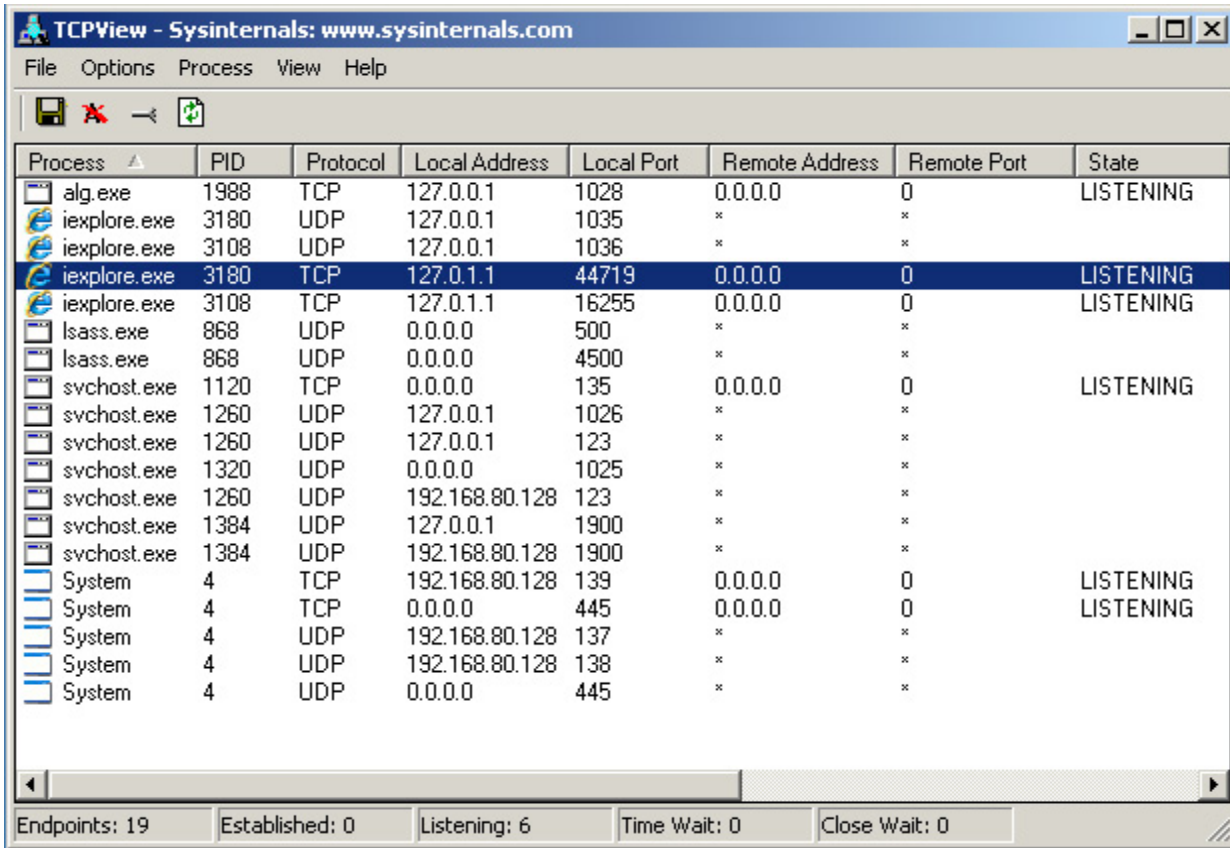 TCPView - Sysinternals: www.sysinternals.com
File Options Process View Help
Process PID Protocol Local Address Local Port Remote Address Remote Port State
alg.exe 1988 TCP 127.0.0.1 1028 0.0.0.0 0 LISTENING
iexplore.exe 3180 UDP 127.0.0.1 1035 * *
iexplore.exe 3108 UDP 127.0.0.1 1036 * *
iexplore.exe 3180 TCP 127.0.1.1 44719 0.0.0.0 0 LISTENING
iexplore.exe 3108 TCP 127.0.1.1 16255 0.0.0.0 0 LISTENING
lsass.exe 868 UDP 0.0.0.0 500 * *
lsass.exe 868 UDP 0.0.0.0 4500 * *
svchost.exe 1120 TCP 0.0.0.0 135 0.0.0.0 0 LISTENING
svchost.exe 1260 UDP 127.0.0.1 1026 * *
svchost.exe 1260 UDP 127.0.0.1 123 * *
svchost.exe 1320 UDP 0.0.0.0 1025 * *
svchost.exe 1260 UDP 192.168.80.128 123 * *
svchost.exe 1384 UDP 127.0.0.1 1900 * *
svchost.exe 1384 UDP 192.168.80.128 1900 * *
System 4 TCP 192.168.80.128 139 0.0.0.0 0 LISTENING
System 4 TCP 0.0.0.0 445 0.0.0.0 0 LISTENING
System 4 UDP 192.168.80.128 137 * *
System 4 UDP 192.168.80.128 138 * *
System 4 UDP 0.0.0.0 445 * *
Endpoints: 19 Established: 0 Listening: 6 Time Wait: 0 Close Wait: 0